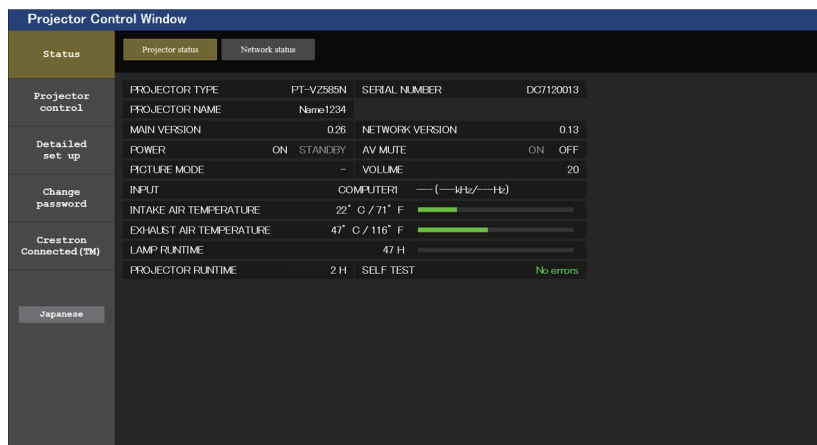 Projector Control Window
Status
Projector status Network status
Projector
control
Detailed
set up
Change
password
Crestron
Connected(TM)
Japanese
PROJECTOR TYPE PT-VZ585N SERIAL NUMBER DC7120013
PROJECTOR NAME Name1234
MAIN VERSION 0.26 NETWORK VERSION 0.13
POWER ON STANDBY AV MUTE ON OFF
PICTURE MODE – VOLUME 20
INPUT COMPUTER1 ––(––kHz/––Hz)
INTAKE AIR TEMPERATURE 22° C / 71° F
EXHAUST AIR TEMPERATURE 47° C / 116° F
LAMP RUNTIME 47 H
PROJECTOR RUNTIME 2 H SELF TEST No errors